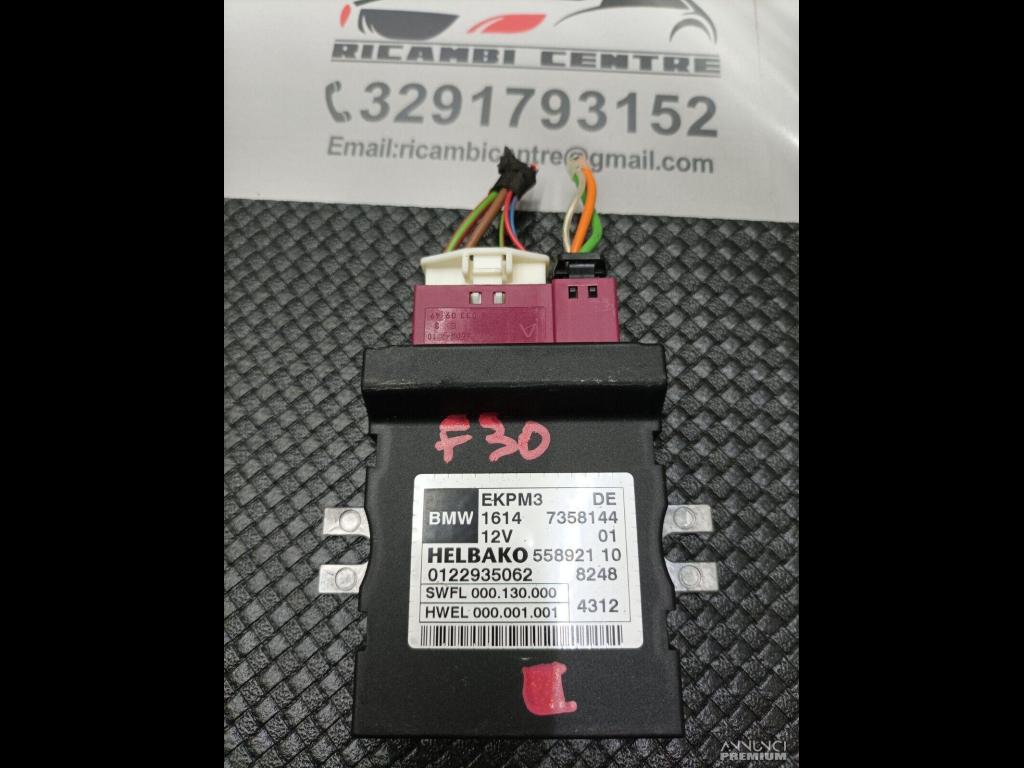 RICAMBI CENTRE
3291793152
Email:ricambicentre@gmail.com
F30
BMW
EKPM3 DE
1614 7358144
12V 01
HELBAKO 558921 10
0122935062 8248
SWFL 000.130.000
HWEL 000.001.001 4312
ANNUNCI
PREMIUM